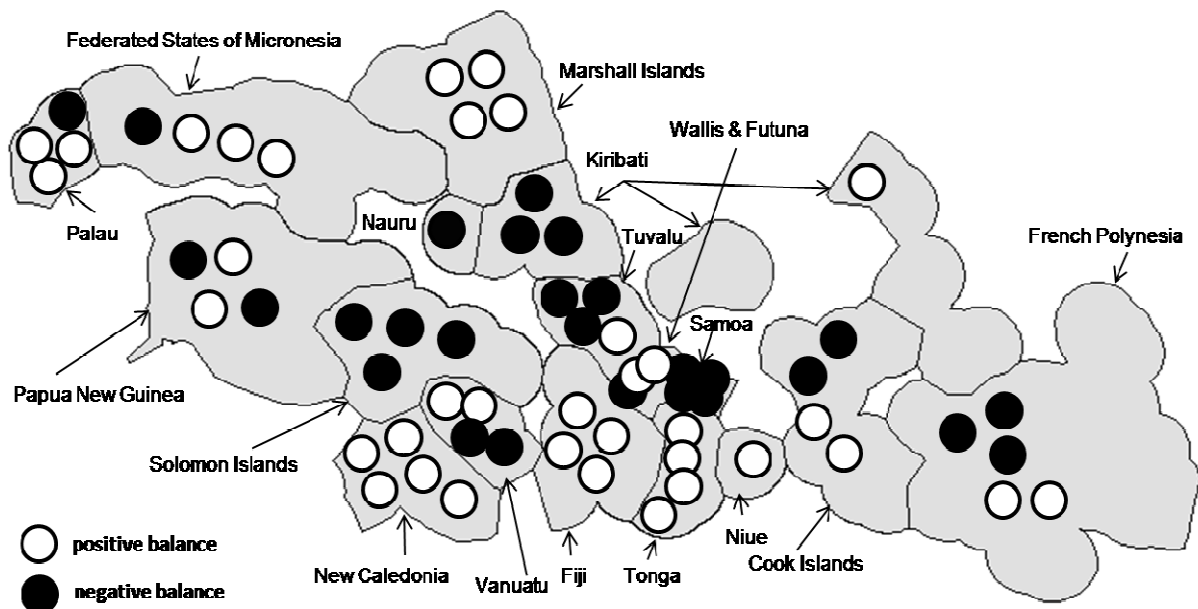 Federated States of Micronesia
Marshall Islands
Wallis & Futuna
Kiribati
Nauru
Tuvalu
Palau
French Polynesia
Samoa
Papua New Guinea
Solomon Islands
Niue
Cook Islands
New Caledonia
Vanuatu
Fiji
Tonga
positive balance
negative balance